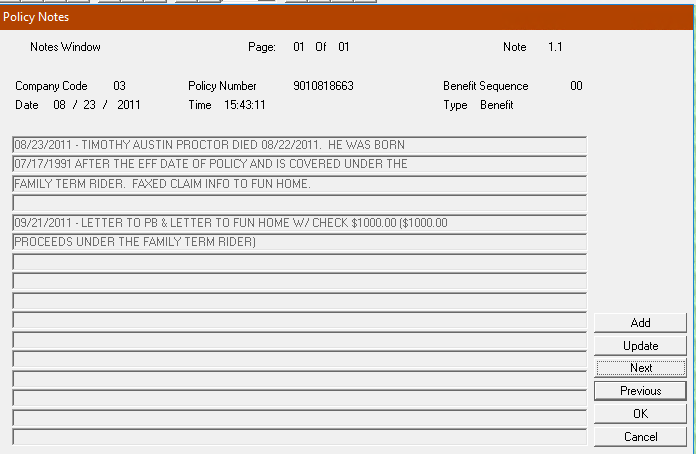 Policy Notes
Notes Window Page: 01 Of 01 Note 1.1
Company Code 03 Policy Number 9010818663 Benefit Sequence 00
Date 08 / 23 / 2011 Time 15:43:11 Type Benefit
08/23/2011 - TIMOTHY AUSTIN PROCTOR DIED 08/22/2011. HE WAS BORN
07/17/1991 AFTER THE EFF DATE OF POLICY AND IS COVERED UNDER THE
FAMILY TERM RIDER. FAXED CLAIM INFO TO FUN HOME.
09/21/2011 - LETTER TO PB & LETTER TO FUN HOME W/ CHECK $1000.00 ($1000.00
PROCEEDS UNDER THE FAMILY TERM RIDER)
Add
Update
Next
Previous
OK
Cancel